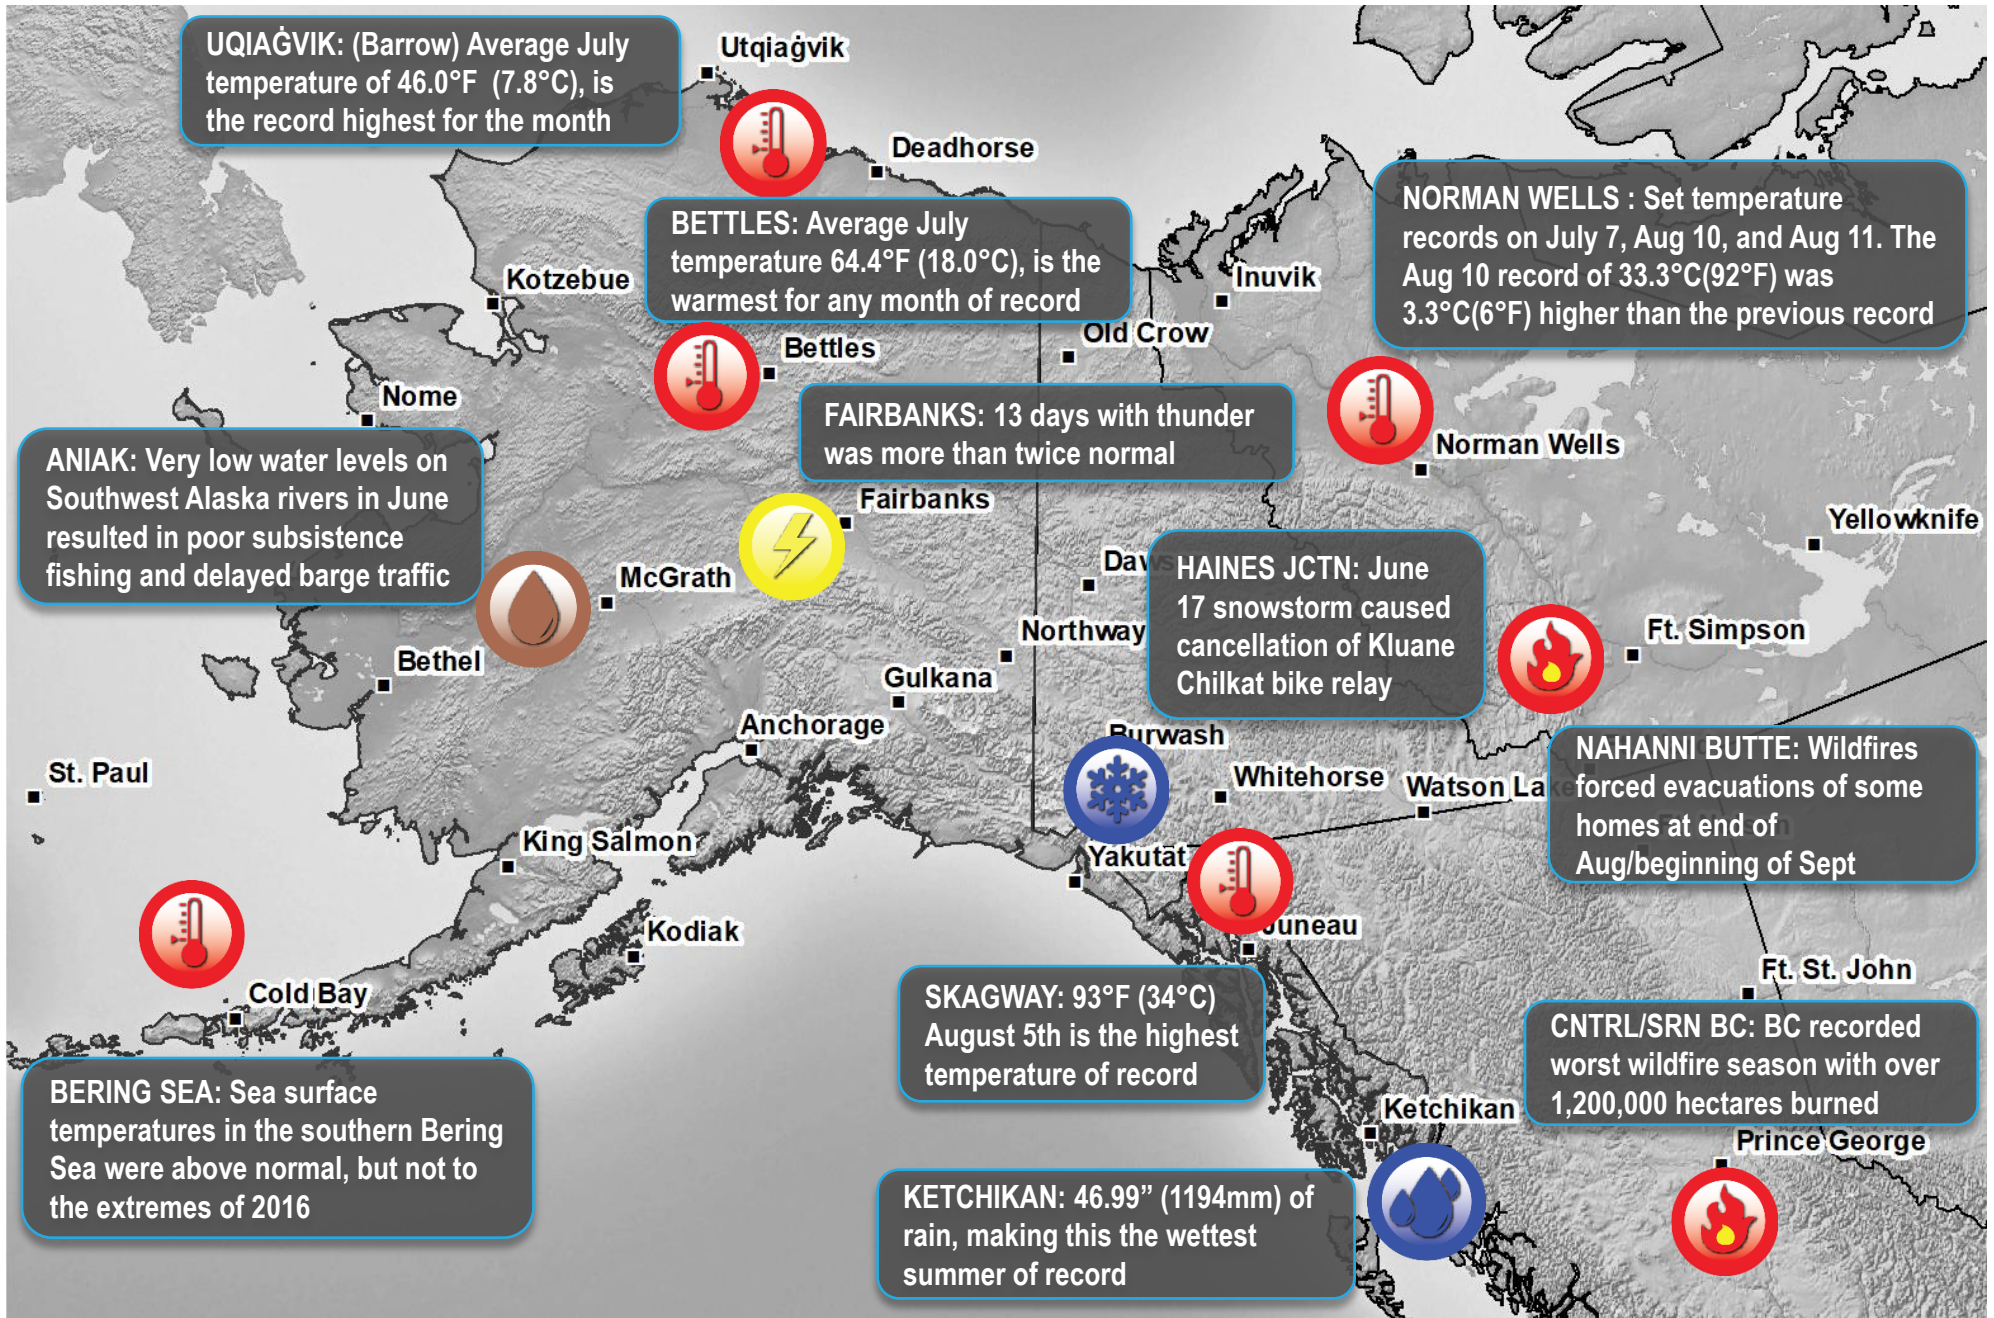 UQIAĠVIK: (Barrow) Average July
temperature of 46.0°F (7.8°C), is
the record highest for the month
Utqiaġvik
Deadhorse
BETTLES: Average July
temperature 64.4°F (18.0°C), is the
warmest for any month of record
NORMAN WELLS : Set temperature
records on July 7, Aug 10, and Aug 11. The
Aug 10 record of 33.3°C(92°F) was
3.3°C(6°F) higher than the previous record
Kotzebue
Inuvik
Old Crow
Bettles
Nome
FAIRBANKS: 13 days with thunder
was more than twice normal
Norman Wells
ANIAK: Very low water levels on
Southwest Alaska rivers in June
resulted in poor subsistence
fishing and delayed barge traffic
Fairbanks
Yellowknife
McGrath
HAINES JCTN: June
17 snowstorm caused
cancellation of Kluane
Chilkat bike relay
Northway
Ft. Simpson
Bethel
Gulkana
Anchorage
Burwash
St. Paul
Whitehorse
Watson Lake
NAHANNI BUTTE: Wildfires
forced evacuations of some
homes at end of
Aug/beginning of Sept
King Salmon
Yakutat
Kodiak
Juneau
Cold Bay
SKAGWAY: 93°F (34°C)
August 5th is the highest
temperature of record
Ft. St. John
CNTRL/SRN BC: BC recorded
worst wildfire season with over
1,200,000 hectares burned
BERING SEA: Sea surface
temperatures in the southern Bering
Sea were above normal, but not to
the extremes of 2016
Ketchikan
Prince George
KETCHIKAN: 46.99” (1194mm) of
rain, making this the wettest
summer of record